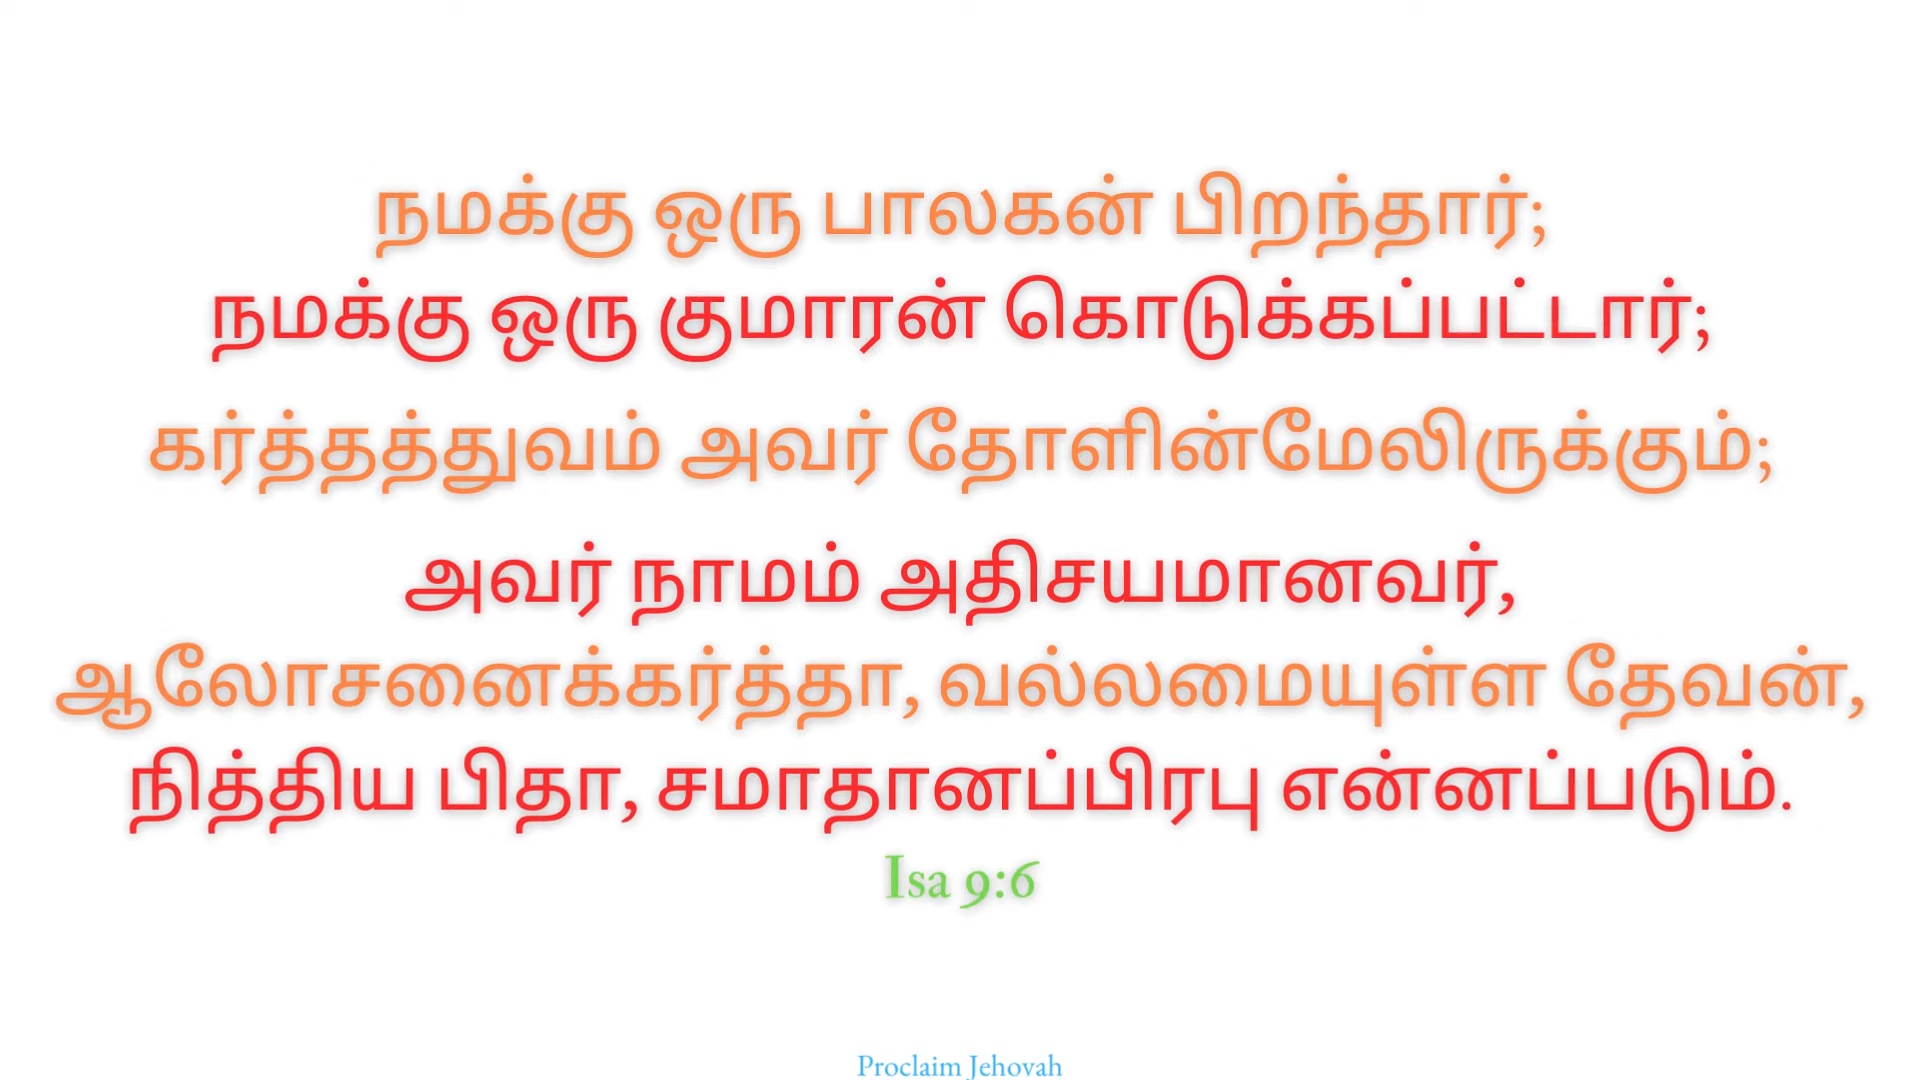 நமக்கு ஒரு பாலகன் பிறந்தார்;
நமக்கு ஒரு குமாரன் கொடுக்கப்பட்டார்;
கர்த்தத்துவம் அவர் தோளின்மேலிருக்கும்;
அவர் நாமம் அதிசயமானவர்,
ஆலோசனைக்கர்த்தா, வல்லமையுள்ள தேவன்,
நித்திய பிதா, சமாதானப்பிரபு என்னப்படும்.
Isa 9:6
Proclaim Jehovah